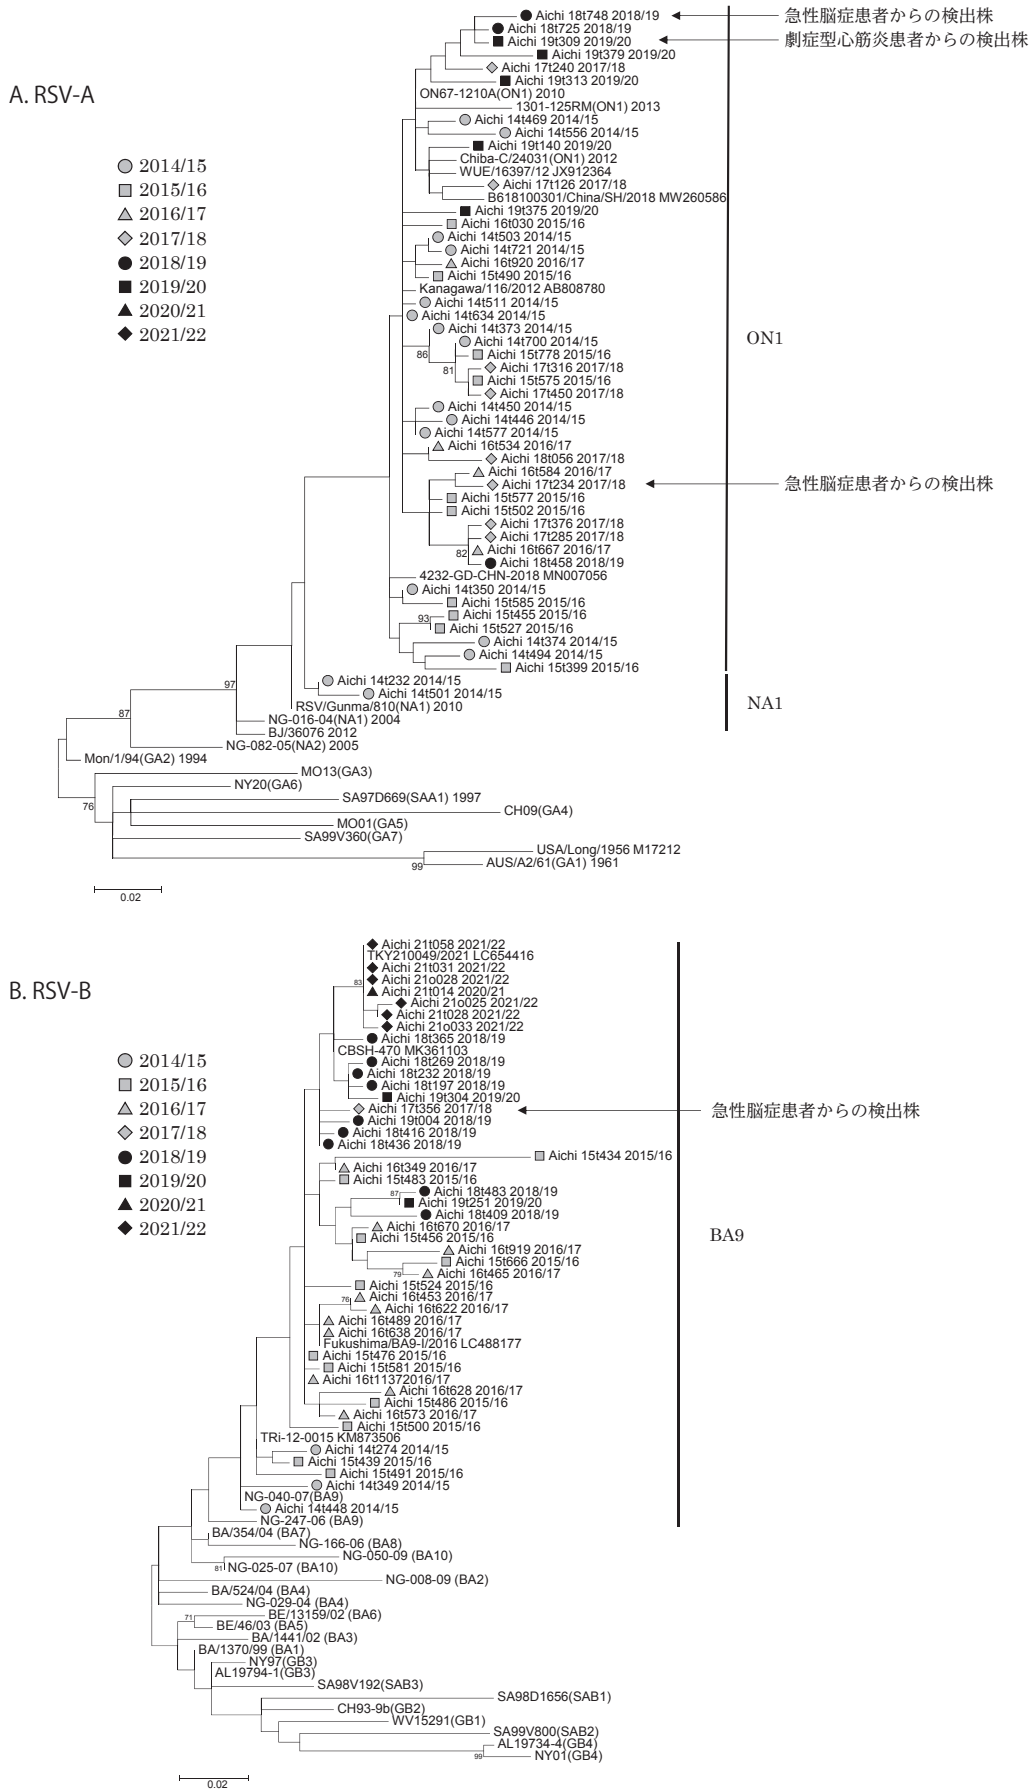 A. RSV-A
2014/15
2015/16
2016/17
2017/18
2018/19
2019/20
2020/21
2021/22
Aichi 18t748 2018/19
急性脳症患者からの検出株
Aichi 18t725 2018/19
Aichi 19t309 2019/20
劇症型心筋炎患者からの検出株
Aichi 19t379 2019/20
Aichi 17t240 2017/18
Aichi 19t313 2019/20
ON67-1210A(ON1) 2010
1301-125RM(ON1) 2013
Aichi 14t469 2014/15
Aichi 14t556 2014/15
Aichi 19t140 2019/20
Chiba-C/24031(ON1) 2012
WUE/16397/12 JX912364
Aichi 17t126 2017/18
B618100301/China/SH/2018 MW260586
Aichi 19t375 2019/20
Aichi 16t030 2015/16
Aichi 14t503 2014/15
Aichi 14t721 2014/15
Aichi 16t920 2016/17
Aichi 15t490 2015/16
Kanagawa/116/2012 AB808780
Aichi 14t511 2014/15
Aichi 14t634 2014/15
Aichi 14t373 2014/15
Aichi 14t700 2014/15
86
Aichi 15t778 2015/16
81
Aichi 17t316 2017/18
Aichi 15t575 2015/16
Aichi 17t450 2017/18
ON1
Aichi 14t450 2014/15
Aichi 14t446 2014/15
Aichi 14t577 2014/15
Aichi 16t534 2016/17
Aichi 18t056 2017/18
Aichi 16t584 2016/17
Aichi 17t234 2017/18
急性脳症患者からの検出株
Aichi 15t577 2015/16
Aichi 15t502 2015/16
Aichi 17t376 2017/18
Aichi 17t285 2017/18
82
Aichi 16t667 2016/17
Aichi 18t458 2018/19
4232-GD-CHN-2018 MN007056
Aichi 14t350 2014/15
Aichi 15t585 2015/16
93
Aichi 15t455 2015/16
Aichi 15t527 2015/16
Aichi 14t374 2014/15
Aichi 14t494 2014/15
Aichi 15t399 2015/16
97
Aichi 14t232 2014/15
Aichi 14t501 2014/15
NA1
RSV/Gunma/810(NA1) 2010
87
NG-016-04(NA1) 2004
BJ/36076 2012
NG-082-05(NA2) 2005
Mon/1/94(GA2) 1994
MO13(GA3)
NY20(GA6)
76
SA97D669(SAA1) 1997
CH09(GA4)
MO01(GA5)
SA99V360(GA7)
USA/Long/1956 M17212
99
AUS/A2/61(GA1) 1961
0.02
B. RSV-B
2014/15
2015/16
2016/17
2017/18
2018/19
2019/20
2020/21
2021/22
Aichi 21t058 2021/22
TKY210049/2021 LC654416
Aichi 21t031 2021/22
83
Aichi 21o028 2021/22
Aichi 21t014 2020/21
Aichi 21o025 2021/22
Aichi 21t028 2021/22
Aichi 21o033 2021/22
Aichi 18t365 2018/19
CBSH-470 MK361103
Aichi 18t269 2018/19
Aichi 18t232 2018/19
Aichi 18t197 2018/19
Aichi 19t304 2019/20
Aichi 17t356 2017/18
急性脳症患者からの検出株
Aichi 19t004 2018/19
Aichi 18t416 2018/19
Aichi 18t436 2018/19
Aichi 15t434 2015/16
Aichi 16t349 2016/17
Aichi 15t483 2015/16
87
Aichi 18t483 2018/19
Aichi 19t251 2019/20
Aichi 18t409 2018/19
Aichi 16t670 2016/17
BA9
Aichi 15t456 2015/16
Aichi 16t919 2016/17
Aichi 15t666 2015/16
79
Aichi 16t465 2016/17
Aichi 15t524 2015/16
76
Aichi 16t453 2016/17
Aichi 16t622 2016/17
Aichi 16t489 2016/17
Aichi 16t638 2016/17
Fukushima/BA9-I/2016 LC488177
Aichi 15t476 2015/16
Aichi 15t581 2015/16
Aichi 16t11372016/17
Aichi 16t628 2016/17
Aichi 15t486 2015/16
Aichi 16t573 2016/17
Aichi 15t500 2015/16
TRi-12-0015 KM873506
Aichi 14t274 2014/15
Aichi 15t439 2015/16
Aichi 15t491 2015/16
Aichi 14t349 2014/15
NG-040-07(BA9)
Aichi 14t448 2014/15
NG-247-06 (BA9)
BA/354/04 (BA7)
NG-166-06 (BA8)
NG-050-09 (BA10)
81
NG-025-07 (BA10)
NG-008-09 (BA2)
BA/524/04 (BA4)
NG-029-04 (BA4)
71
BE/13159/02 (BA6)
BE/46/03 (BA5)
BA/1441/02 (BA3)
BA/1370/99 (BA1)
NY97(GB3)
AL19794-1(GB3)
SA98V192(SAB3)
SA98D1656(SAB1)
CH93-9b(GB2)
WV15291(GB1)
SA99V800(SAB2)
AL19734-4(GB4)
99
NY01(GB4)
0.02